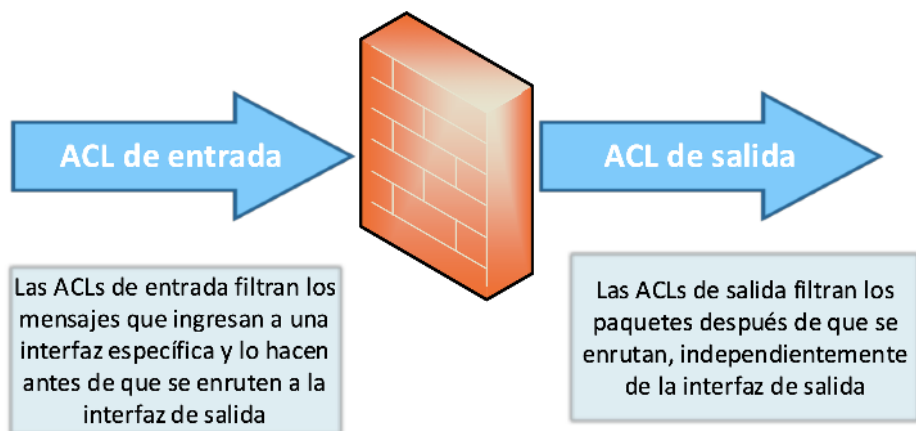 ACL de entrada
ACL de salida
Las ACLs de entrada filtran los
mensajes que ingresan a una
interfaz específica y lo hacen
antes de que se enruten a la
interfaz de salida
Las ACLs de salida filtran los
paquetes después de que se
enrutan, independientemente
de la interfaz de salida